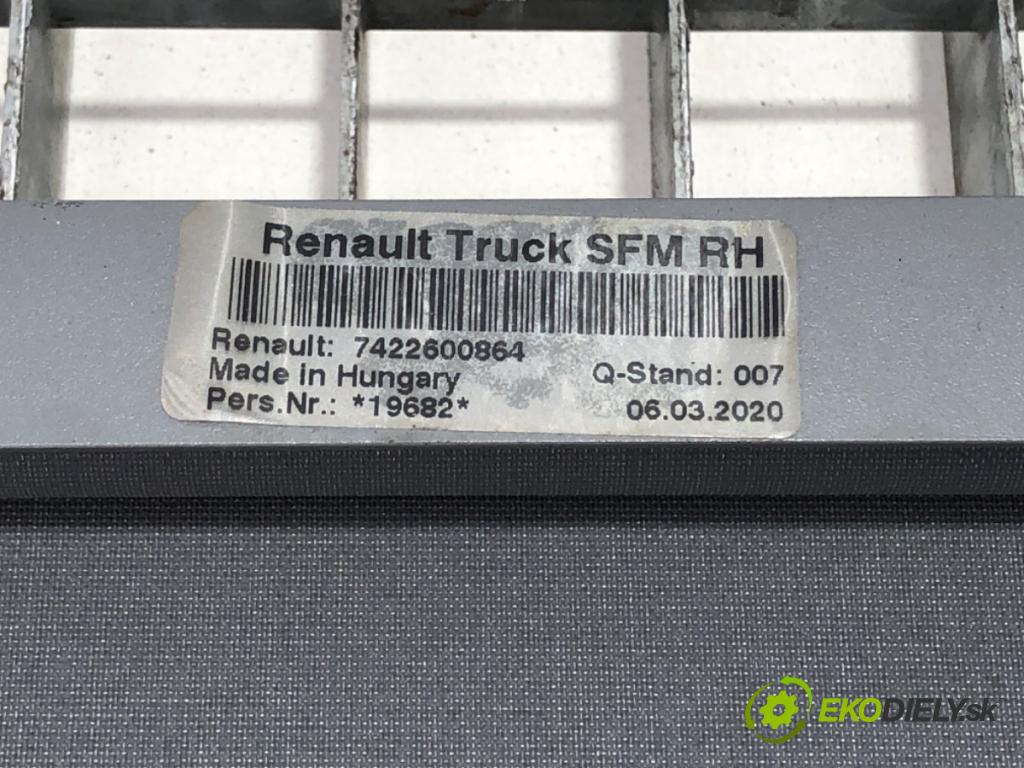 Renault Truck SFM RH
Renault: 7422600864
Made in Hungary
Q-Stand: 007
Pers.Nr.: *19682*
06.03.2020
EKODIELY.sk